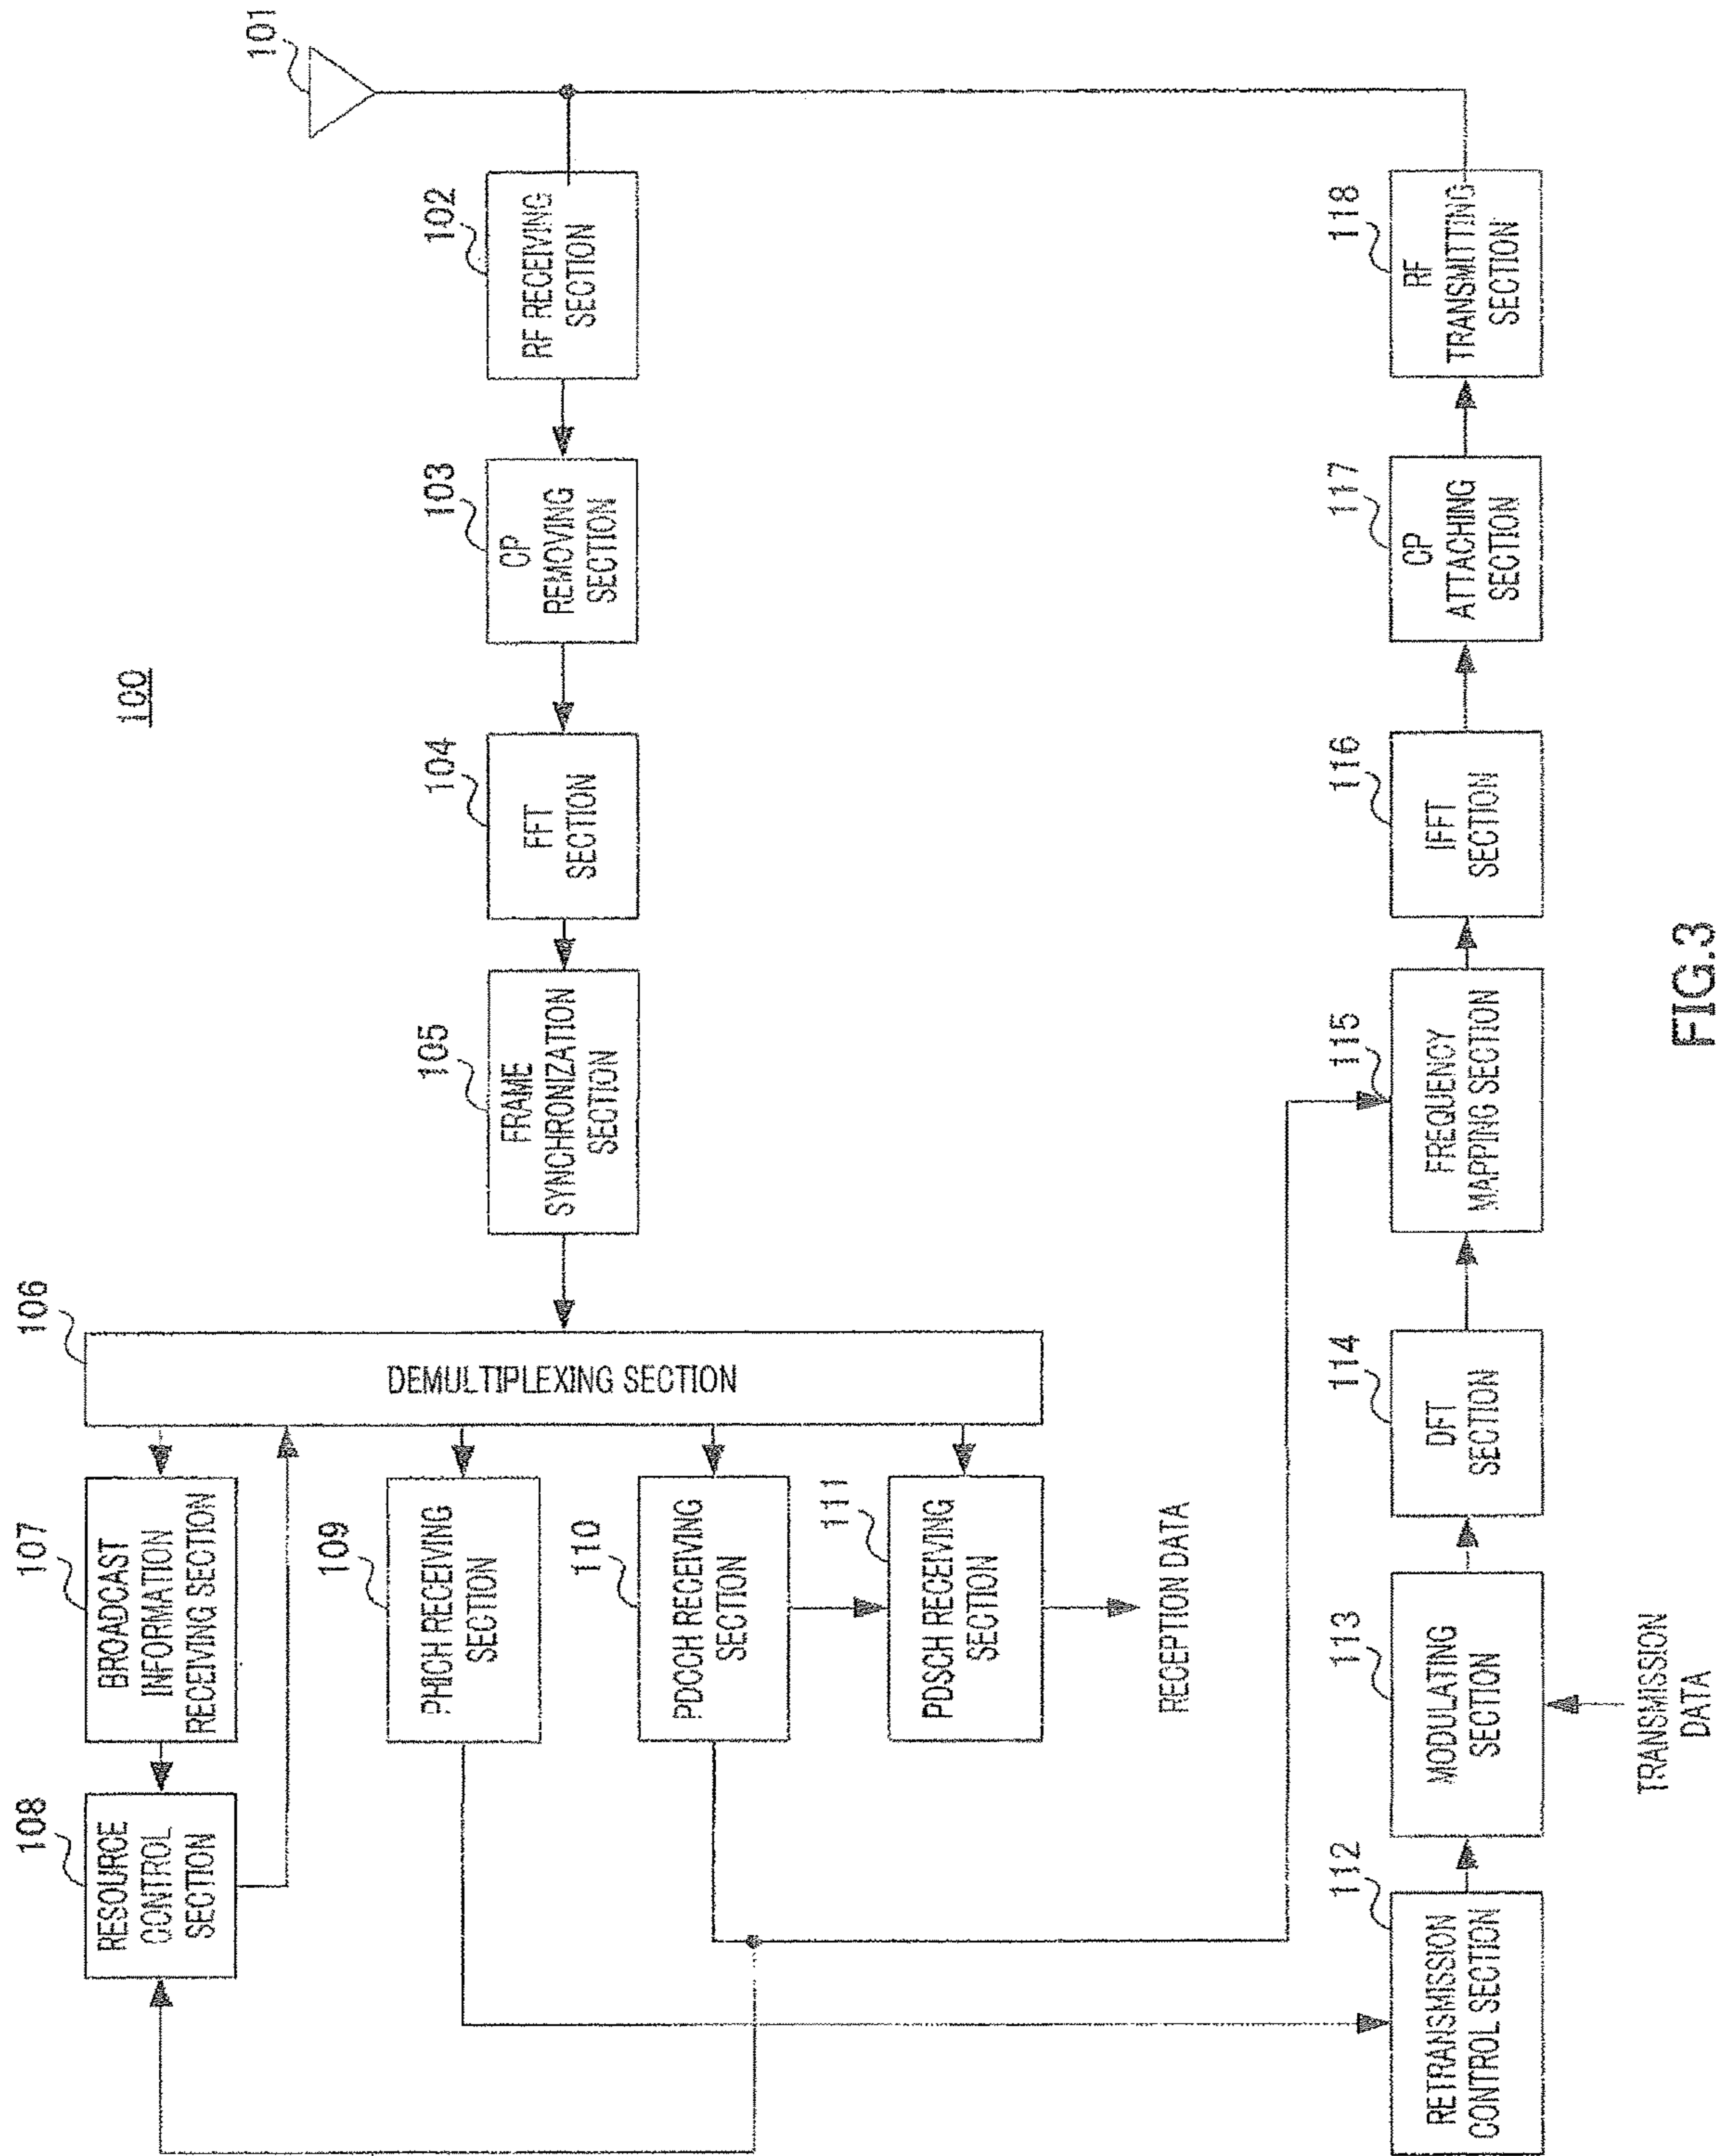 100
101
102
RF RECEIVING
SECTION
103
CP
REMOVING
SECTION
104
FFT
SECTION
105
FRAME
SYNCHRONIZATION
SECTION
106
DEMULTIPLEXING SECTION
107
BROADCAST
INFORMATION
RECEIVING SECTION
108
RESOURCE
CONTROL
SECTION
109
PHICH RECEIVING
SECTION
110
PDCCH RECEIVING
SECTION
111
PDSCH RECEIVING
SECTION
RECEPTION DATA
112
RETRANSMISSION
CONTROL SECTION
113
MODULATING
SECTION
TRANSMISSION
DATA
114
DFT
SECTION
115
FREQUENCY
MAPPING SECTION
116
IFFT
SECTION
117
CP
ATTACHING
SECTION
118
RF
TRANSMITTING
SECTION
FIG.3